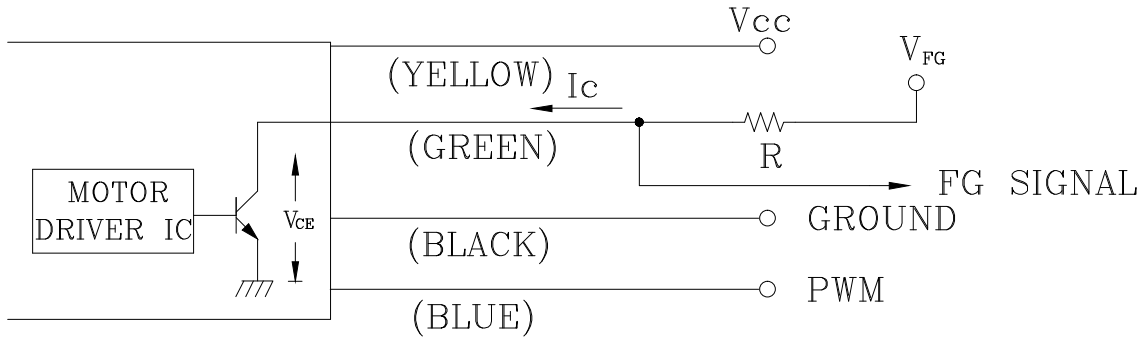 Vcc
(YELLOW)
VFG
Ic
(GREEN)
R
FG SIGNAL
MOTOR
DRIVER IC
VCE
GROUND
(BLACK)
PWM
(BLUE)